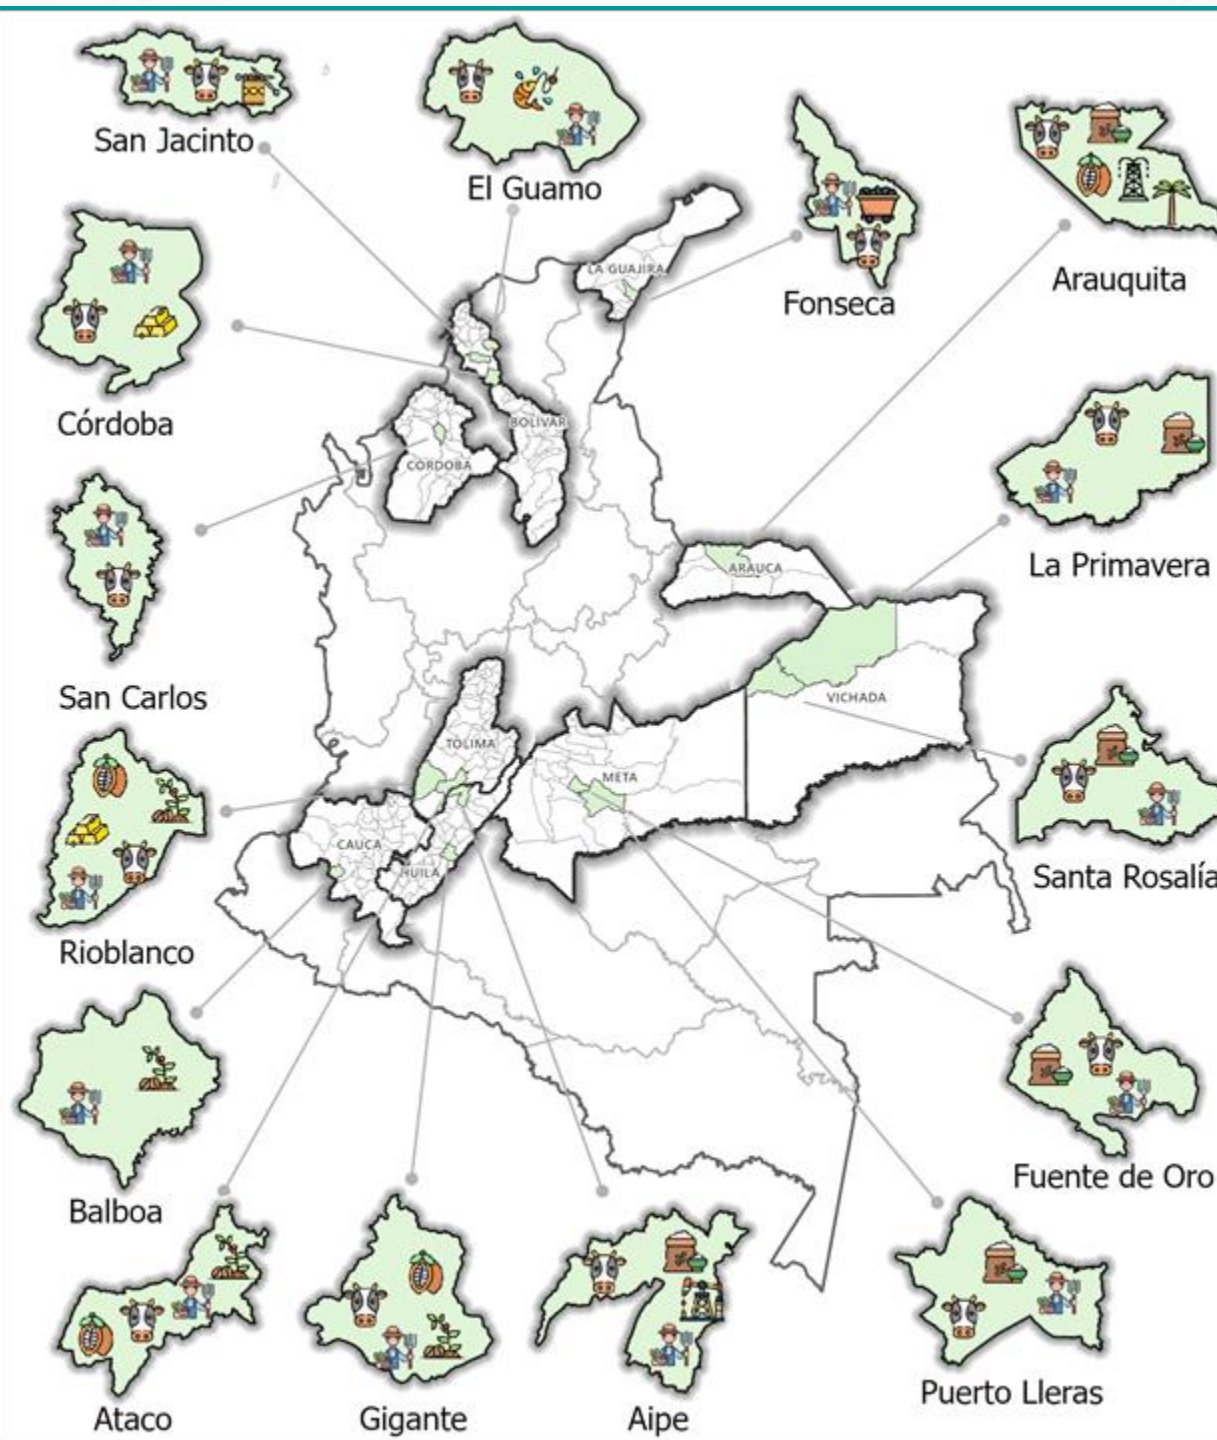 San Jacinto
El Guamo
Fonseca
Arauquita
LA GUAJIRA
Córdoba
BOLIVAR
CORDOBA
La Primavera
ARAUCA
San Carlos
VICHADA
TOLIMA
META
Santa Rosalía
CAUCA
HUILA
Rioblanco
Balboa
Fuente de Oro
Puerto Lleras
Ataco
Gigante
Aipe